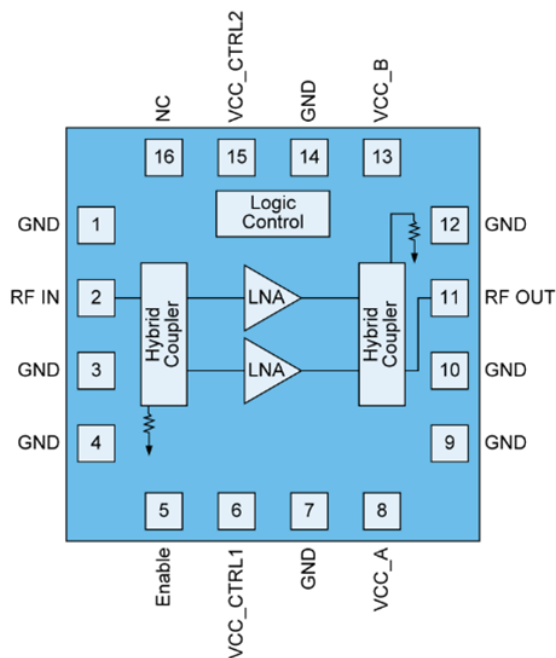 NC
VCC_CTRL2
GND
VCC_B
16
15
14
13
Logic
Control
GND
1
12
GND
RF IN
2
Hybrid
Coupler
LNA
Hybrid
Coupler
11
RF OUT
GND
3
LNA
10
GND
GND
4
9
GND
5
6
7
8
Enable
VCC_CTRL1
GND
VCC_A